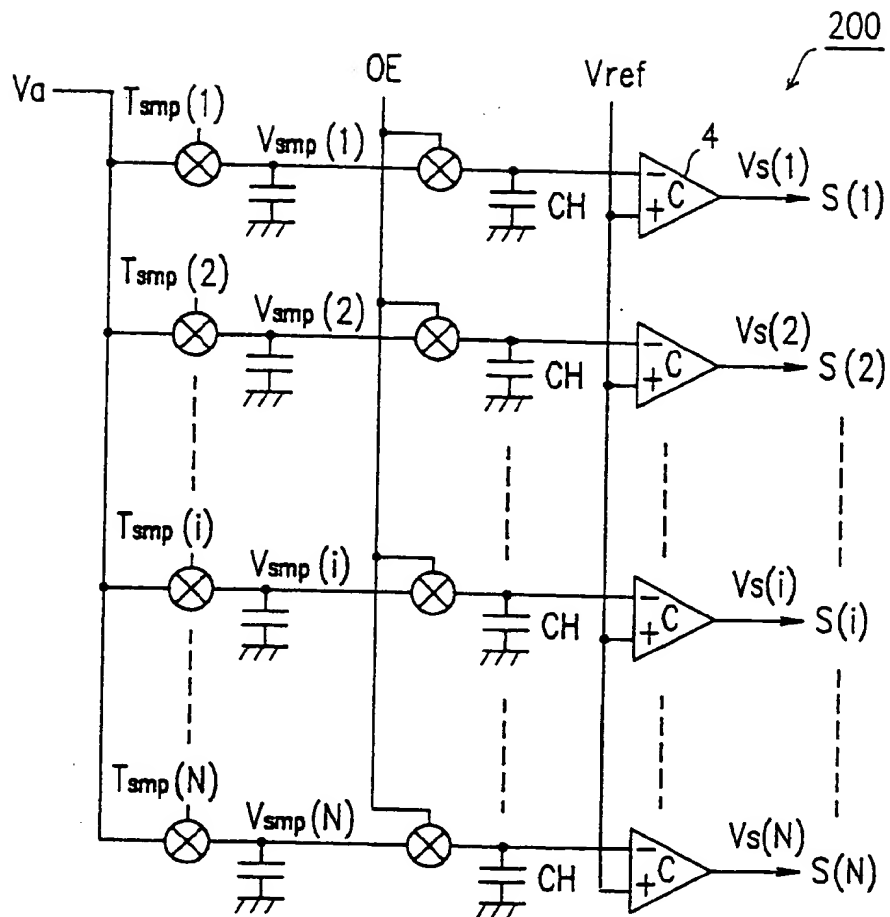 200
Va
OE
Vref
Tsmp(1)
Vsmp(1)
CH
4
- C +
Vs(1)
S(1)
Tsmp(2)
Vsmp(2)
CH
- C +
Vs(2)
S(2)
Tsmp(i)
Vsmp(i)
CH
- C +
Vs(i)
S(i)
Tsmp(N)
Vsmp(N)
CH
- C +
Vs(N)
S(N)